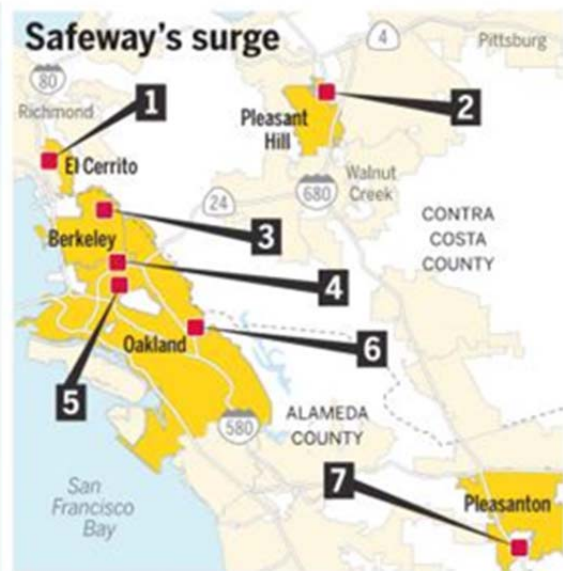 Safeway's surge
4
Pittsburg
80
Richmond
1
2
Pleasant
Hill
El Cerrito
Walnut
Creek
680
24
CONTRA
COSTA
COUNTY
3
Berkeley
4
Oakland
6
5
ALAMEDA
COUNTY
580
7
San
Francisco
Bay
Pleasanton